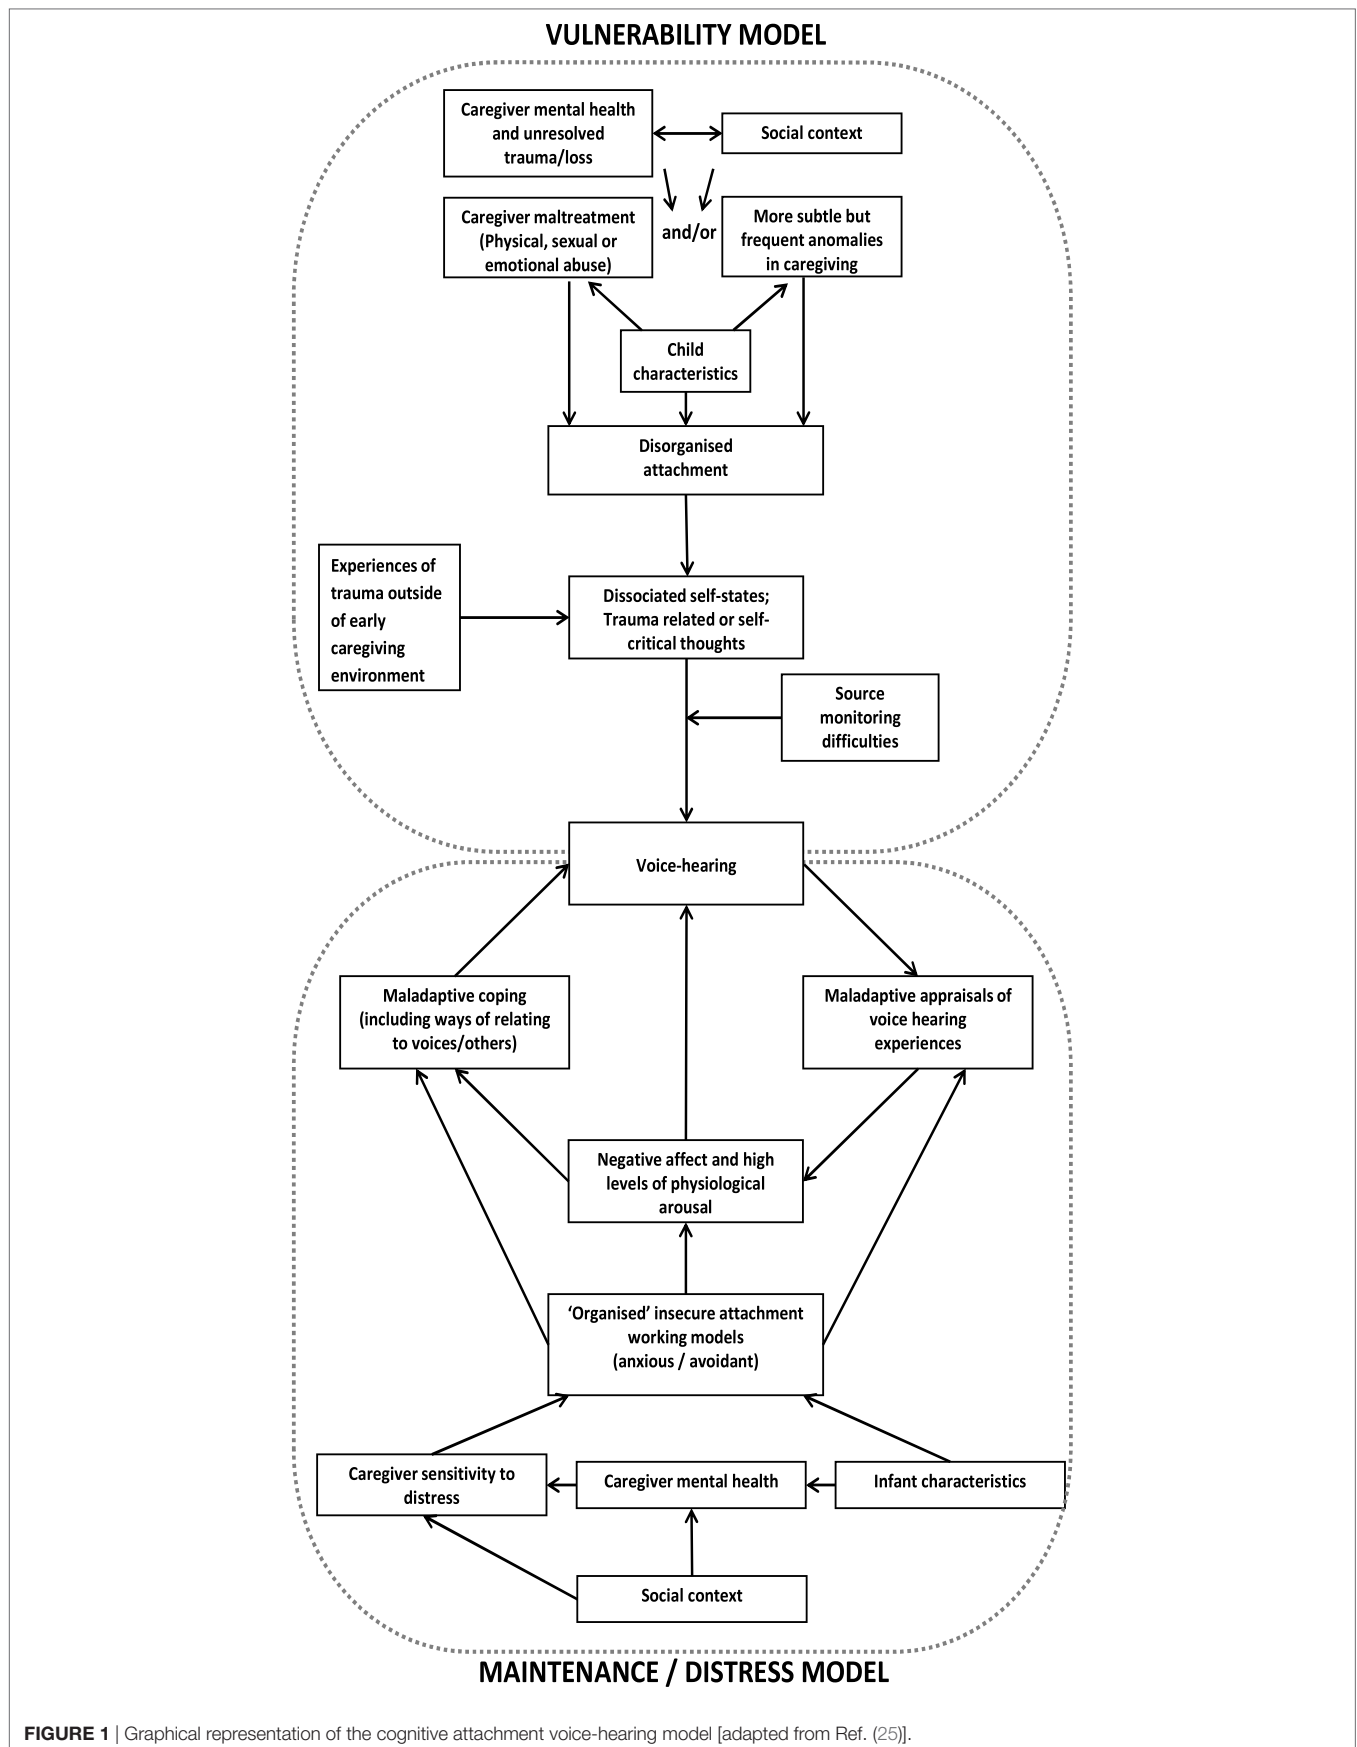 VULNERABILITY MODEL
Caregiver mental health
and unresolved
trauma/loss
Social context
Caregiver maltreatment
(Physical, sexual or
emotional abuse)
and/or
More subtle but
frequent anomalies
in caregiving
Child
characteristics
Disorganised
attachment
Experiences of
trauma outside
of early
caregiving
environment
Dissociated self-states;
Trauma related or self-
critical thoughts
Source
monitoring
difficulties
Voice-hearing
Maladaptive coping
(including ways of relating
to voices/others)
Maladaptive appraisals of
voice hearing
experiences
Negative affect and high
levels of physiological
arousal
‘Organised’ insecure attachment
working models
(anxious / avoidant)
Caregiver sensitivity to
distress
Caregiver mental health
Infant characteristics
Social context
MAINTENANCE / DISTRESS MODEL
FIGURE 1 | Graphical representation of the cognitive attachment voice-hearing model [adapted from Ref. (25)].